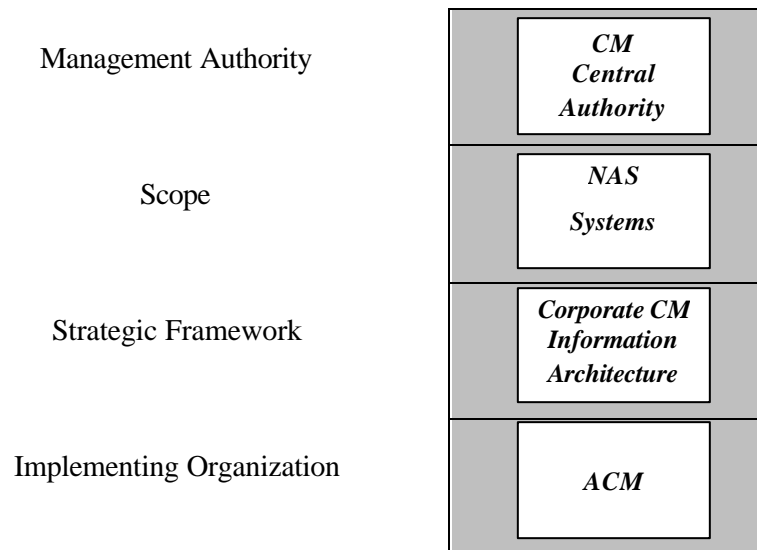 Management Authority
CM
Central
Authority
Scope
NAS
Systems
Strategic Framework
Corporate CM
Information
Architecture
Implementing Organization
ACM